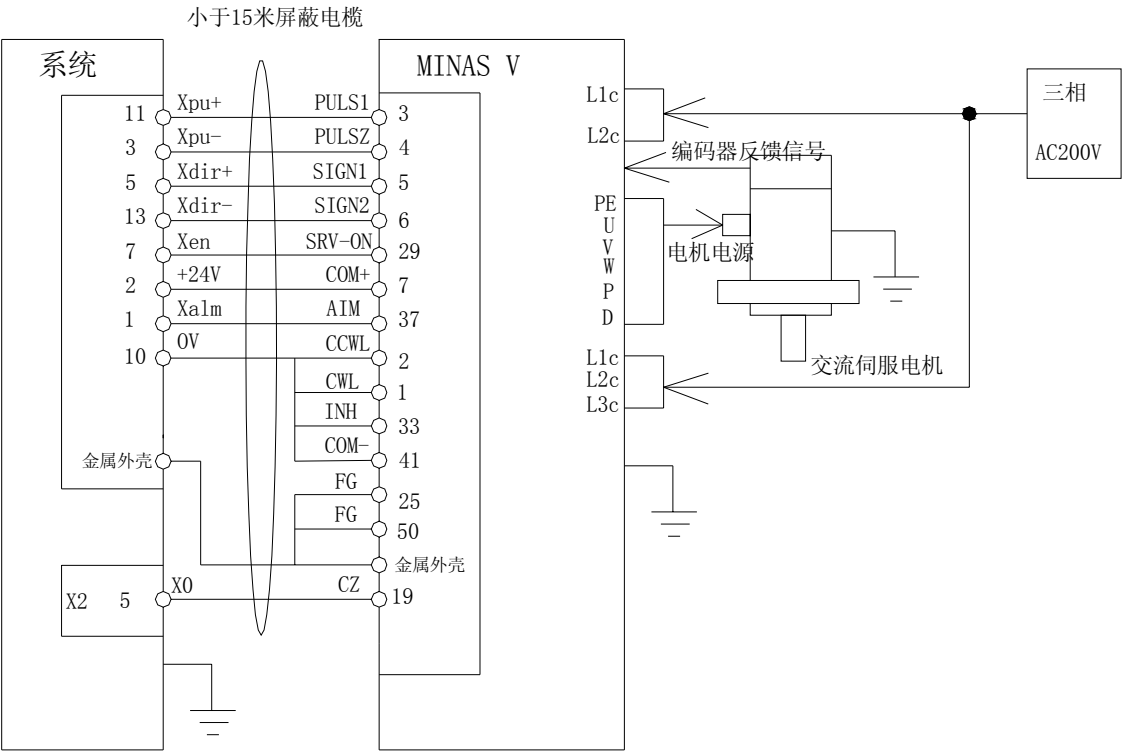 小于15米屏蔽电榄
系统
MINAS V
三相
AC200V
11 Xpu+ PULS1 3
3 Xpu- PULSZ 4
5 Xdir+ SIGN1 5
13 Xdir- SIGN2 6
7 Xen SRV-ON 29
2 +24V COM+ 7
1 Xalm AIM 37
10 0V CCWL 2
CWL 1
INH 33
COM- 41
金属外壳
FG 25
FG 50
金属外壳
X2 5 X0 CZ 19
L1c
L2c
编码器反馈信号
PE
U
V
W
P
D
电机电源
L1c
L2c
L3c
交流伺服电机